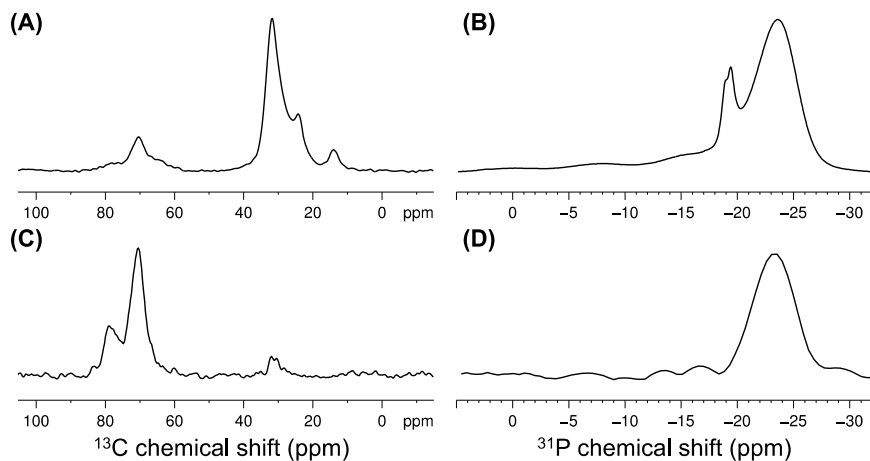 (A) (B)
100 80 60 40 20 0 ppm 0 −5 −10 −15 −20 −25 −30
(C) (D)
100 80 60 40 20 0 ppm 0 −5 −10 −15 −20 −25 −30
¹³C chemical shift (ppm) ³¹P chemical shift (ppm)